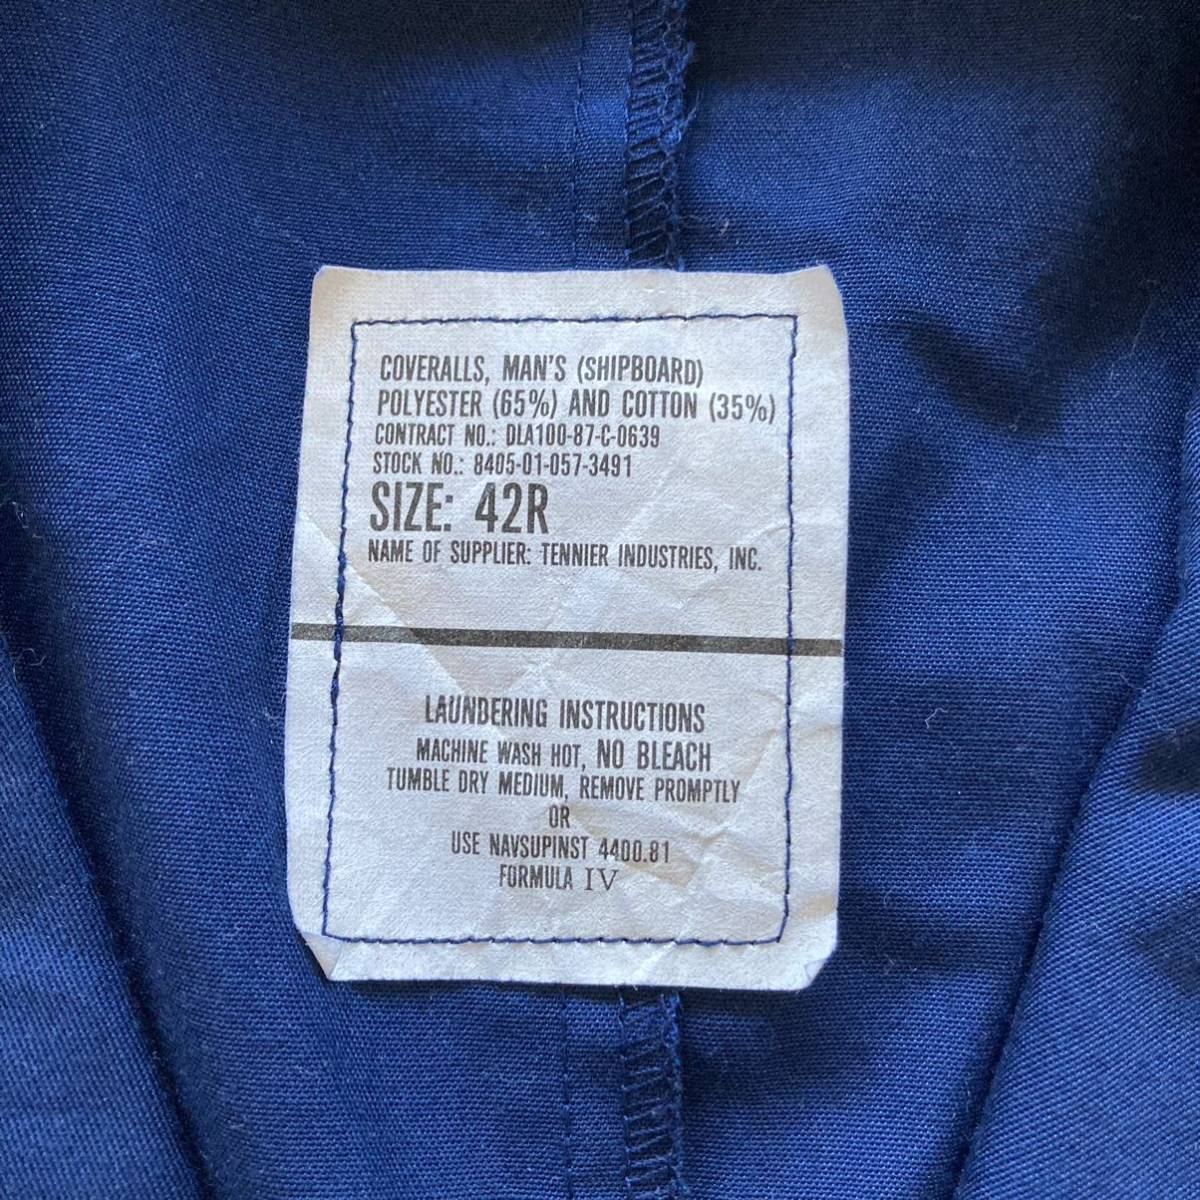 COVERALLS, MAN'S (SHIPBOARD)
POLYESTER (65%) AND COTTON (35%)
CONTRACT NO.: DLA100-87-C-0639
STOCK NO.: 8405-01-057-3491
SIZE: 42R
NAME OF SUPPLIER: TENNIER INDUSTRIES, INC.
LAUNDERING INSTRUCTIONS
MACHINE WASH HOT, NO BLEACH
TUMBLE DRY MEDIUM, REMOVE PROMPTLY
OR
USE NAVSUPINST 4400.81
FORMULA IV